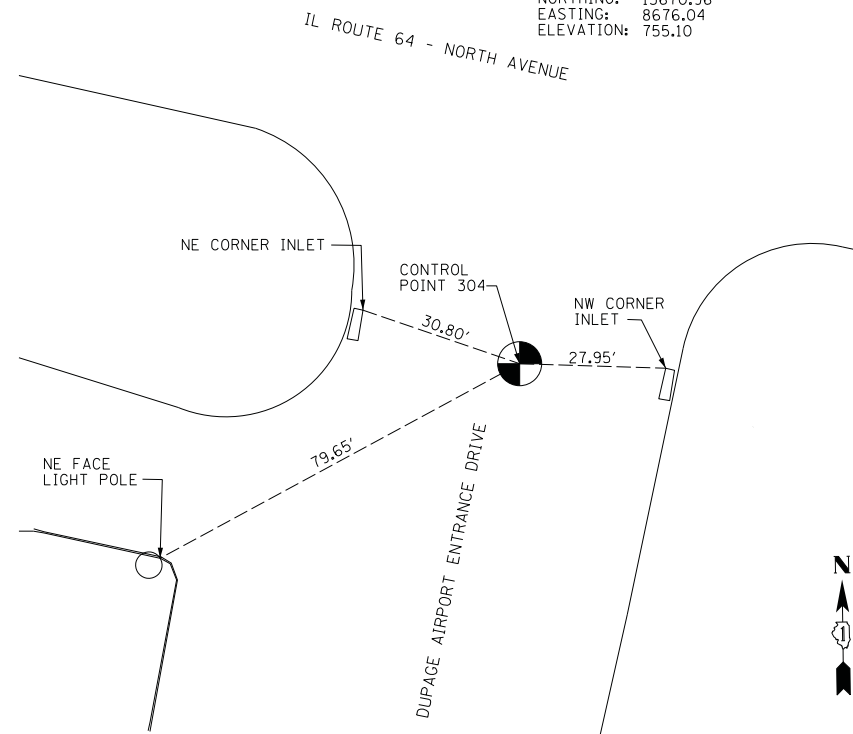 EASTING: 8676.04
ELEVATION: 755.10
IL ROUTE 64 - NORTH AVENUE
NE CORNER INLET
CONTROL
POINT 304
NW CORNER
INLET
30.80'
27.95'
79.65'
NE FACE
LIGHT POLE
DUPAGE AIRPORT ENTRANCE DRIVE
N
1